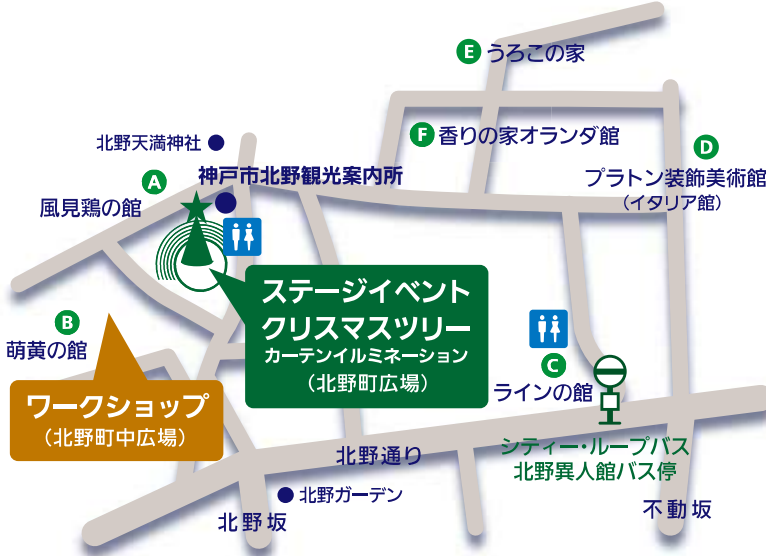 E うろこの家
F 香りの家オランダ館
北野天満神社
D
プラトン装飾美術館
（イタリア館）
神戸市北野観光案内所
A
風見鶏の館
ステージイベント
クリスマスツリー
カーテンイルミネーション
（北野町広場）
B
萌黄の館
C
ラインの館
ワークショップ
（北野町中広場）
シティー・ループバス
北野異人館バス停
北野通り
北野ガーデン
北野坂
不動坂